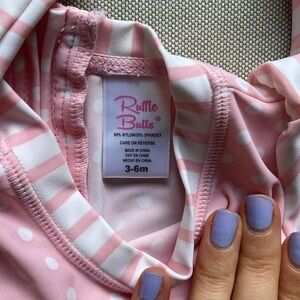 Ruffle
Butts®
80% NYLON/20% SPANDEX
CARE ON REVERSE
MADE IN CHINA
FAIT EN CHINE
HECHO EN CHINA
3-6m